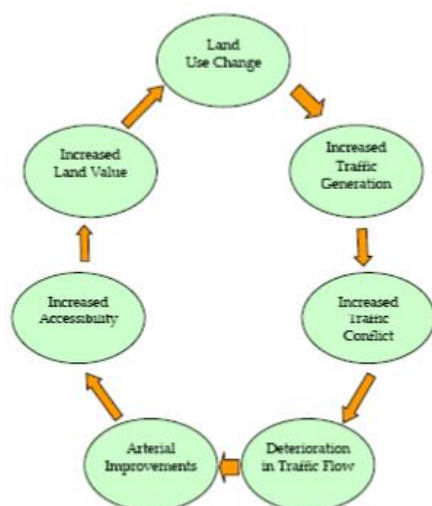 Land
Use Change
Increased
Traffic
Generation
Increased
Traffic
Conflict
Deterioration
in Traffic Flow
Arterial
Improvements
Increased
Accessibility
Increased
Land Value